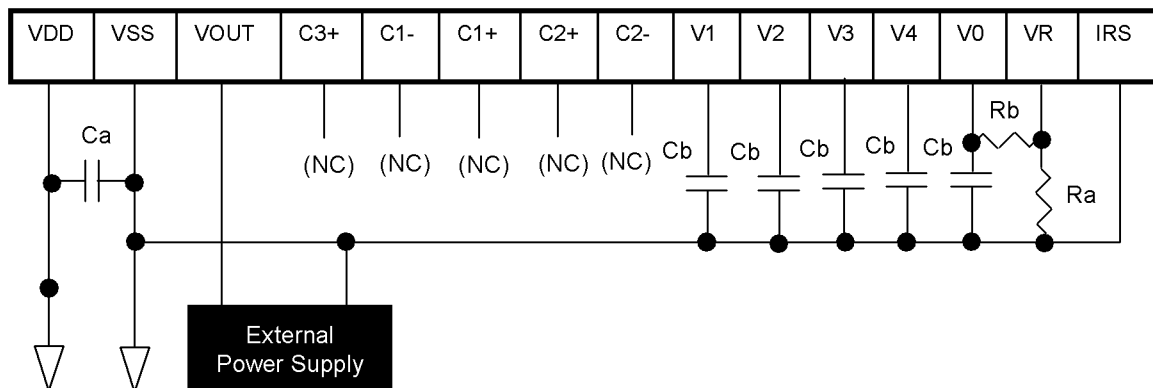 VDD VSS VOUT C3+ C1- C1+ C2+ C2- V1 V2 V3 V4 V0 VR IRS
Ca (NC) (NC) (NC) (NC) (NC) Cb Cb Cb Cb Cb Rb
Ra
External
Power Supply